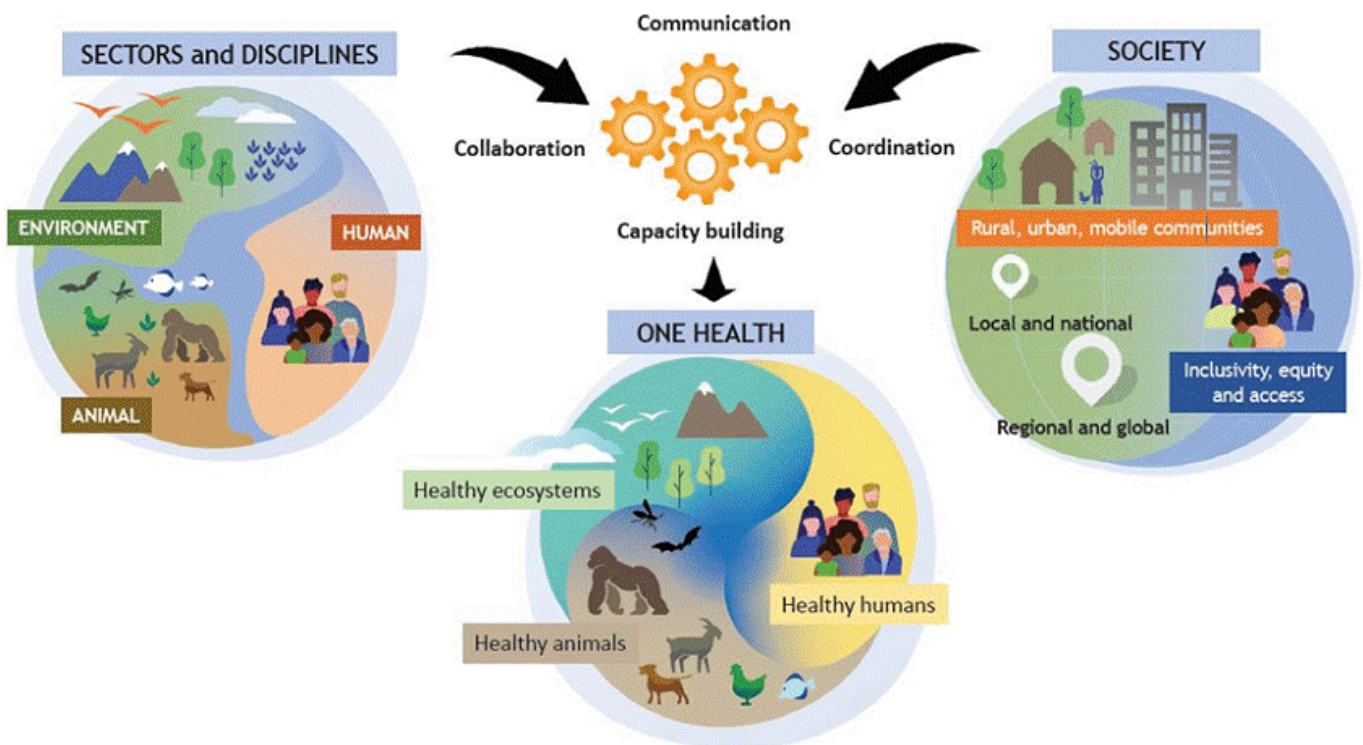 Communication
SECTORS and DISCIPLINES
SOCIETY
Collaboration
Coordination
ENVIRONMENT
HUMAN
Rural, urban, mobile communities
Capacity building
Local and national
ONE HEALTH
Inclusivity, equity
and access
ANIMAL
Regional and global
Healthy ecosystems
Healthy humans
Healthy animals